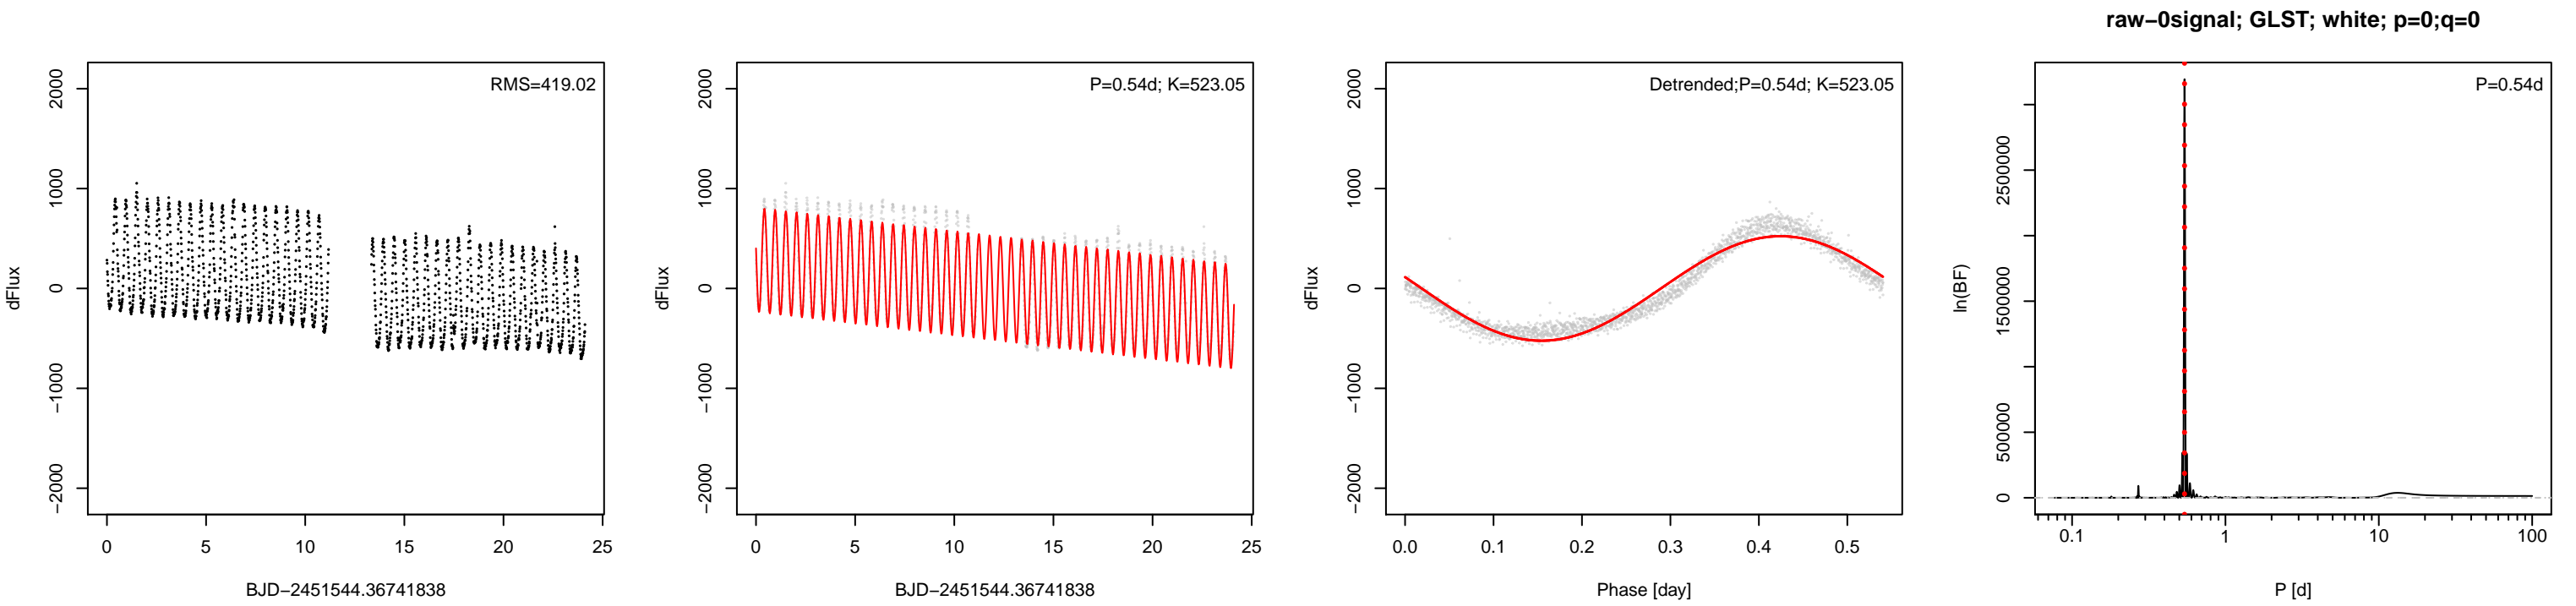 raw−0signal; GLST; white; p=0;q=0
RMS=419.02
2000
1000
0
−1000
−2000
dFlux
0 5 10 15 20 25
BJD−2451544.36741838
P=0.54d; K=523.05
2000
1000
0
−1000
−2000
dFlux
0 5 10 15 20 25
BJD−2451544.36741838
Detrended;P=0.54d; K=523.05
2000
1000
0
−1000
−2000
dFlux
0.0 0.1 0.2 0.3 0.4 0.5
Phase [day]
P=0.54d
2500000
1500000
500000
0
ln(BF)
0.1 1 10 100
P [d]